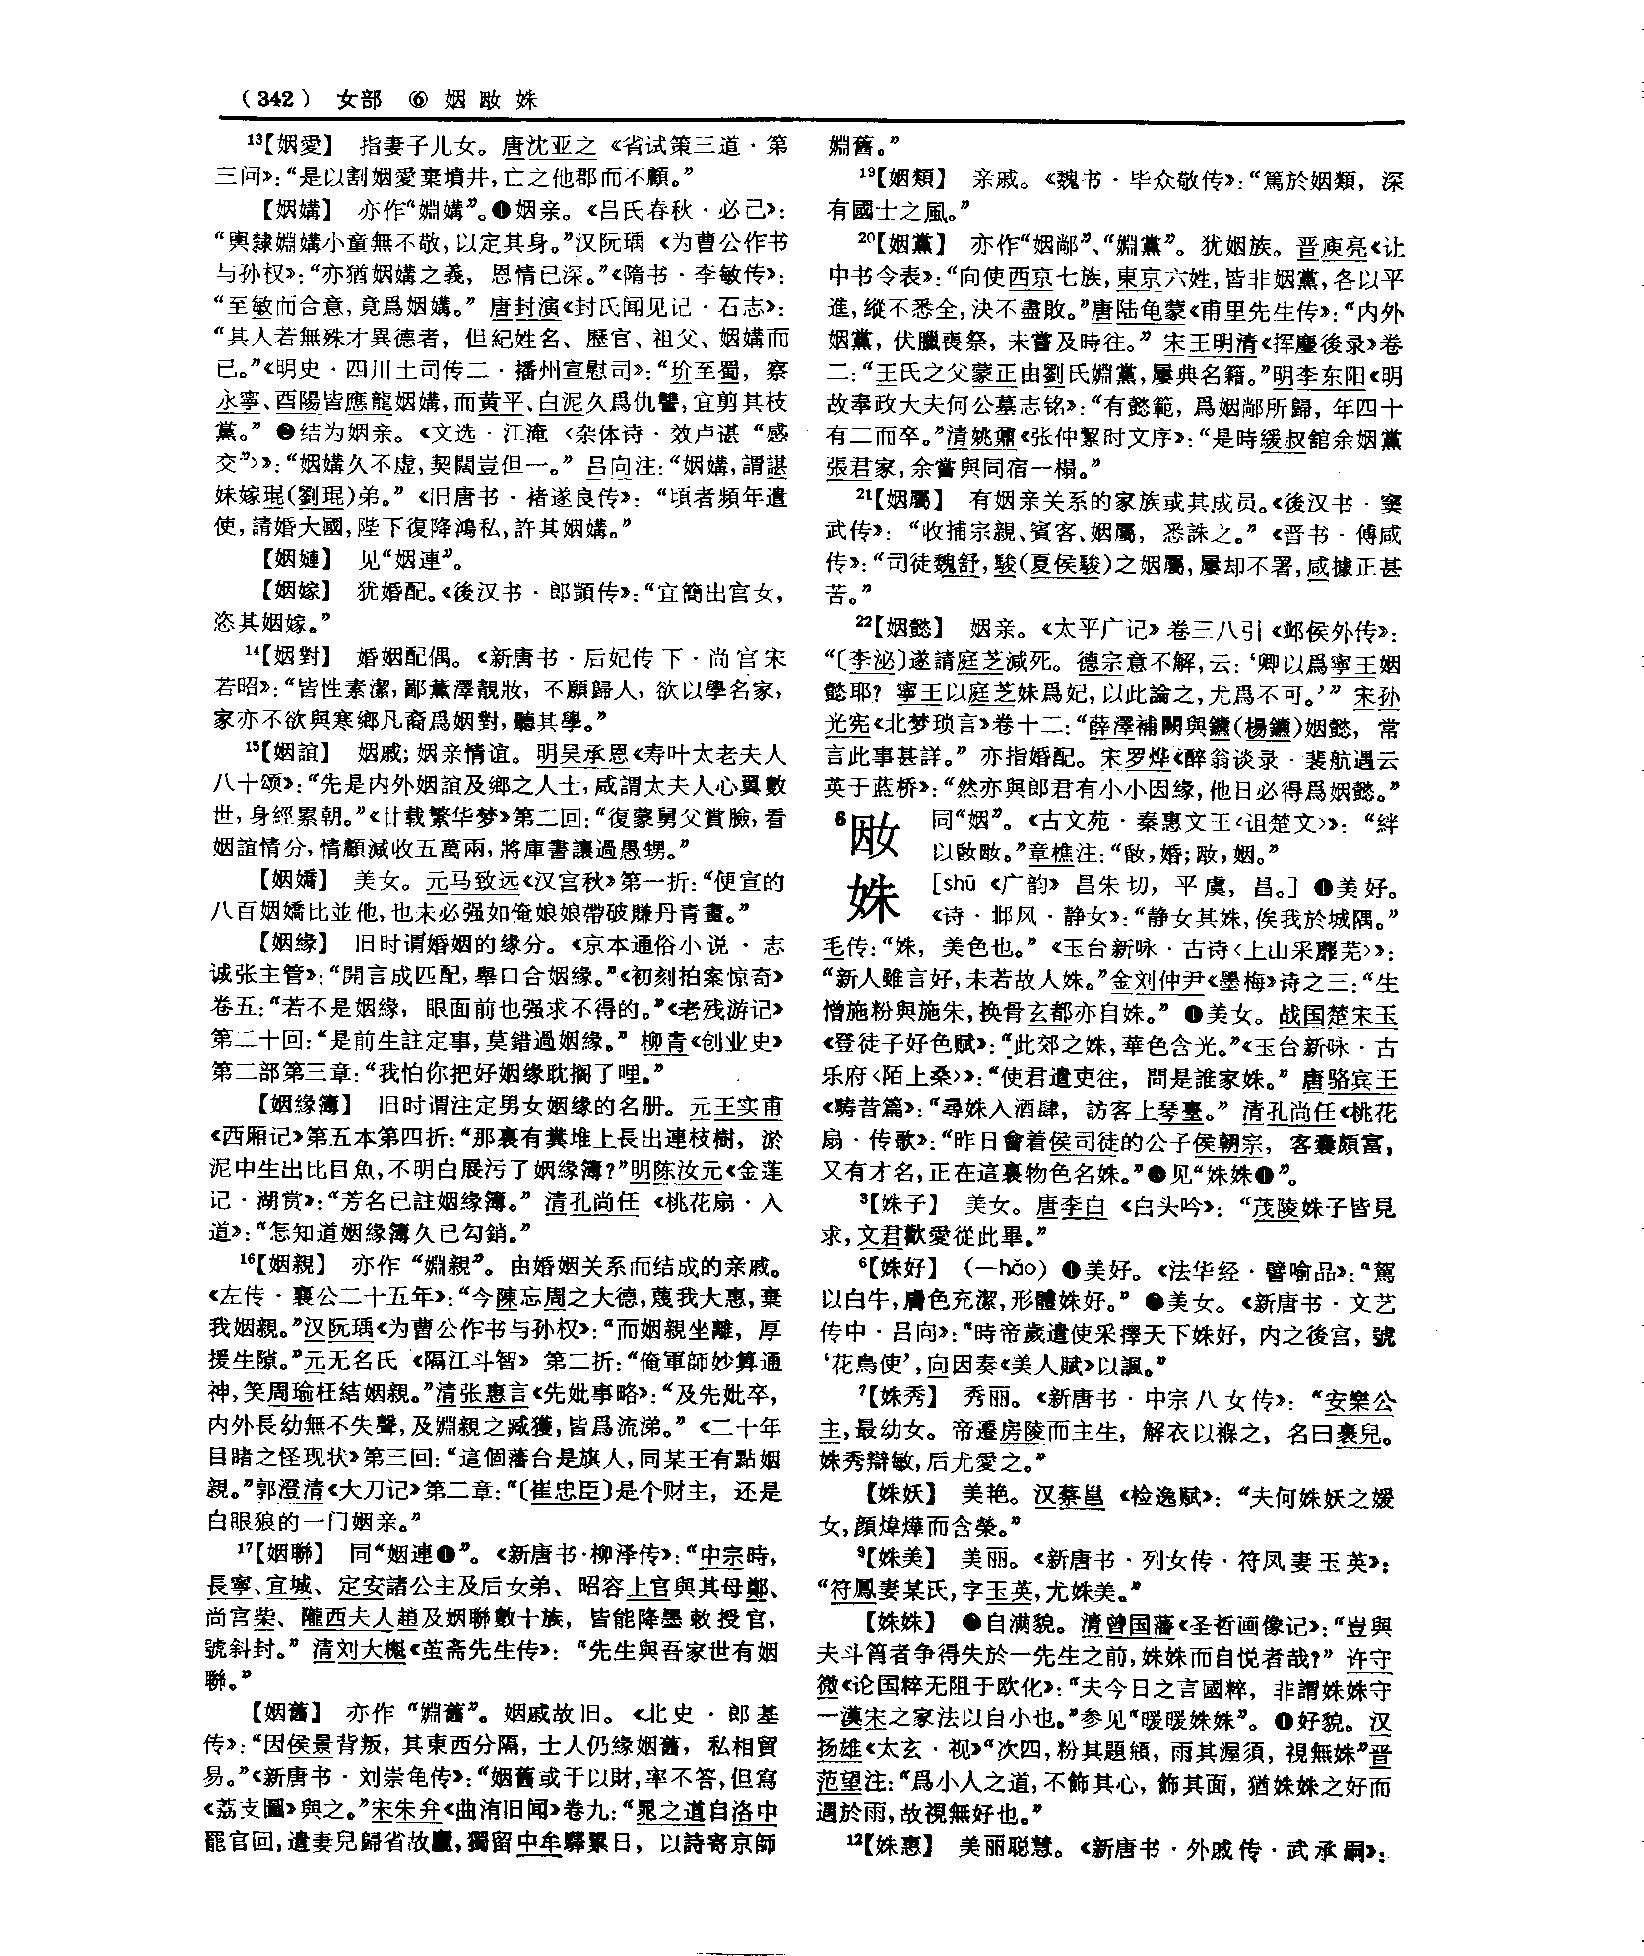 （342） 女部 ⑥ 姻 㪴 姝
¹³【姻愛】 指妻子儿女。唐沈亚之《省试策三道·第
三问》：“是以割姻愛棄墳井，亡之他郡而不顧。”
【姻媾】 亦作“婣媾”。❶姻亲。《吕氏春秋·必己》：
“輿隸婣媾小童無不敬，以定其身。”汉阮瑀《为曹公作书
与孙权》：“亦猶姻媾之義，恩情已深。”《隋书·李敏传》：
“至敏而合意，竟爲姻媾。”唐封演《封氏闻见记·石志》：
“其人若無殊才異德者，但紀姓名、歷官、祖父、姻媾而
已。”《明史·四川土司传二·播州宣慰司》：“玠至蜀，察
永寧、酉陽皆應龍姻媾，而黄平、白泥久爲仇讐，宜剪其枝
黨。”❷结为姻亲。《文选·江淹〈杂体诗·效卢谌“感
交”〉》：“姻媾久不虚，契闊豈但一。”吕向注：“姻媾，謂諶
妹嫁琨（劉琨）弟。”《旧唐书·褚遂良传》：“頃者頻年遣
使，請婚大國，陛下復降鴻私，許其姻媾。”
【姻嫥】 见“姻連”。
【姻嫁】 犹婚配。《後汉书·郎顗传》：“宜簡出宫女，
恣其姻嫁。”
¹⁴【姻對】 婚姻配偶。《新唐书·后妃传下·尚宫宋
若昭》：“皆性素潔，鄙薰澤靚妝，不願歸人，欲以學名家，
家亦不欲與寒鄉凡裔爲姻對，聽其學。”
¹⁵【姻誼】 姻戚；姻亲情谊。明吴承恩《寿叶太老夫人
八十颂》：“先是内外姻誼及鄉之人士，咸謂太夫人心翼數
世，身經累朝。”《廿载繁华梦》第二回：“復蒙舅父賞臉，看
姻誼情分，情願減收五萬兩，將庫書讓過愚甥。”
【姻嬌】 美女。元马致远《汉宫秋》第一折：“便宣的
八百姻嬌比並他，也未必强如俺娘娘帶破賺丹青畫。”
【姻緣】 旧时谓婚姻的缘分。《京本通俗小说·志
诚张主管》：“開言成匹配，舉口合姻緣。”《初刻拍案惊奇》
卷五：“若不是姻緣，眼面前也强求不得的。”《老残游记》
第二十回：“是前生註定事，莫錯過姻緣。”柳青《创业史》
第二部第三章：“我怕你把好姻缘耽搁了哩。”
【姻緣簿】 旧时谓注定男女姻缘的名册。元王实甫
《西厢记》第五本第四折：“那裏有糞堆上長出連枝樹，淤
泥中生出比目魚，不明白展污了姻緣簿？”明陈汝元《金莲
记·湖赏》：“芳名已註姻缘簿。”清孔尚任《桃花扇·入
道》：“怎知道姻緣簿久已勾銷。”
¹⁶【姻親】 亦作“婣親”。由婚姻关系而结成的亲戚。
《左传·襄公二十五年》：“今陳忘周之大德，蔑我大惠，棄
我姻親。”汉阮瑀《为曹公作书与孙权》：“而姻親坐離，厚
援生隙。”元无名氏《隔江斗智》第二折：“俺軍師妙算通
神，笑周瑜枉結姻親。”清张惠言《先妣事略》：“及先妣卒，
内外長幼無不失聲，及婣親之臧獲，皆爲流涕。”《二十年
目睹之怪现状》第三回：“這個藩台是旗人，同某王有點姻
親。”郭澄清《大刀记》第二章：“〔崔忠臣〕是个财主，还是
白眼狼的一门姻亲。”
¹⁷【姻聯】 同“姻連❶”。《新唐书·柳泽传》：“中宗時，
長寧、宜城、定安諸公主及后女弟、昭容上官與其母鄭、
尚宫柴、隴西夫人趙及姻聯數十族，皆能降墨敕授官，
號斜封。”清刘大櫆《茧斋先生传》：“先生與吾家世有姻
聯。”
【姻舊】 亦作“婣舊”。姻戚故旧。《北史·郎基
传》：“因侯景背叛，其東西分隔，士人仍緣姻舊，私相貿
易。”《新唐书·刘崇龟传》：“姻舊或于以財，率不答，但寫
《荔支圖》與之。”宋朱弁《曲洧旧闻》卷九：“晁之道自洛中
罷官回，遣妻兒歸省故廬，獨留中牟驛累日，以詩寄京師
婣舊。”
¹⁹【姻類】 亲戚。《魏书·毕众敬传》：“篤於姻類，深
有國士之風。”
²⁰【姻黨】 亦作“姻鄗”、“婣黨”。犹姻族。晋庾亮《让
中书令表》：“向使西京七族，東京六姓，皆非姻黨，各以平
進，縱不悉全，決不盡敗。”唐陆龟蒙《甫里先生传》：“内外
姻黨，伏臘喪祭，未嘗及時往。”宋王明清《挥麈後录》卷
二：“王氏之父蒙正由劉氏婣黨，屢典名籍。”明李东阳《明
故奉政大夫何公墓志铭》：“有懿範，爲姻鄗所歸，年四十
有二而卒。”清姚鼐《张仲絜时文序》：“是時緩叔館余姻黨
張君家，余嘗與同宿一榻。”
²¹【姻屬】 有姻亲关系的家族或其成员。《後汉书·窦
武传》：“收捕宗親、賓客、姻屬，悉誅之。”《晋书·傅咸
传》：“司徒魏舒，駿（夏侯駿）之姻屬，屢却不署，咸據正甚
苦。”
²²【姻懿】 姻亲。《太平广记》卷三八引《邺侯外传》：
“〔李泌〕遂請庭芝減死。德宗意不解，云：‘卿以爲寧王姻
懿耶？寧王以庭芝妹爲妃，以此論之，尤爲不可。’”宋孙
光宪《北梦琐言》卷十二：“薛澤補闕與鑣（楊鑣）姻懿，常
言此事甚詳。”亦指婚配。宋罗烨《醉翁谈录·裴航遇云
英于蓝桥》：“然亦與郎君有小小因緣，他日必得爲姻懿。”
⁶㪴 同“姻”。《古文苑·秦惠文王〈诅楚文〉》：“絆
以㪴。”章樵注：“婚；姻。”
姝 ［shū 《广韵》昌朱切，平虞，昌。］❶美好。
《诗·邶风·静女》：“静女其姝，俟我於城隅。”
毛传：“姝，美色也。”《玉台新咏·古诗〈上山采蘼芜〉》：
“新人雖言好，未若故人姝。”金刘仲尹《墨梅》诗之三：“生
憎施粉與施朱，换骨玄都亦自姝。”❷美女。战国楚宋玉
《登徒子好色赋》：“此郊之姝，華色含光。”《玉台新咏·古
乐府〈陌上桑〉》：“使君遣吏往，問是誰家姝。”唐骆宾王
《畴昔篇》：“尋姝入酒肆，訪客上琴臺。”清孔尚任《桃花
扇·传歌》：“昨日會着侯司徒的公子侯朝宗，客囊頗富，
又有才名，正在這裏物色名姝。”❸见“姝姝❶”。
³【姝子】 美女。唐李白《白头吟》：“茂陵姝子皆見
求，文君歡愛從此畢。”
⁶【姝好】 （—hǎo）❶美好。《法华经·譬喻品》：“駕
以白牛，膚色充潔，形體姝好。”❷美女。《新唐书·文艺
传中·吕向》：“時帝歲遣使采擇天下姝好，内之後宫，號
‘花鳥使’，向因奏《美人賦》以諷。”
⁷【姝秀】 秀丽。《新唐书·中宗八女传》：“安樂公
主，最幼女。帝遷房陵而主生，解衣以褓之，名曰裹兒。
姝秀辯敏，后尤愛之。”
【姝妖】 美艳。汉蔡邕《检逸赋》：“夫何姝妖之媛
女，顔煒燁而含榮。”
⁹【姝美】 美丽。《新唐书·列女传·符凤妻玉英》：
“符鳳妻某氏，字玉英，尤姝美。”
【姝姝】 ❶自满貌。清曾国藩《圣哲画像记》：“豈與
夫斗筲者争得失於一先生之前，姝姝而自悦者哉？”许守
微《论国粹无阻于欧化》：“夫今日之言國粹，非謂姝姝守
一漢宋之家法以自小也。”参见“暖暖姝姝”。❷好貌。汉
扬雄《太玄·视》“次四，粉其題頯，雨其渥須，視無姝”晋
范望注：“爲小人之道，不飾其心，飾其面，猶姝姝之好而
遇於雨，故視無好也。”
¹²【姝惠】 美丽聪慧。《新唐书·外戚传·武承嗣》：